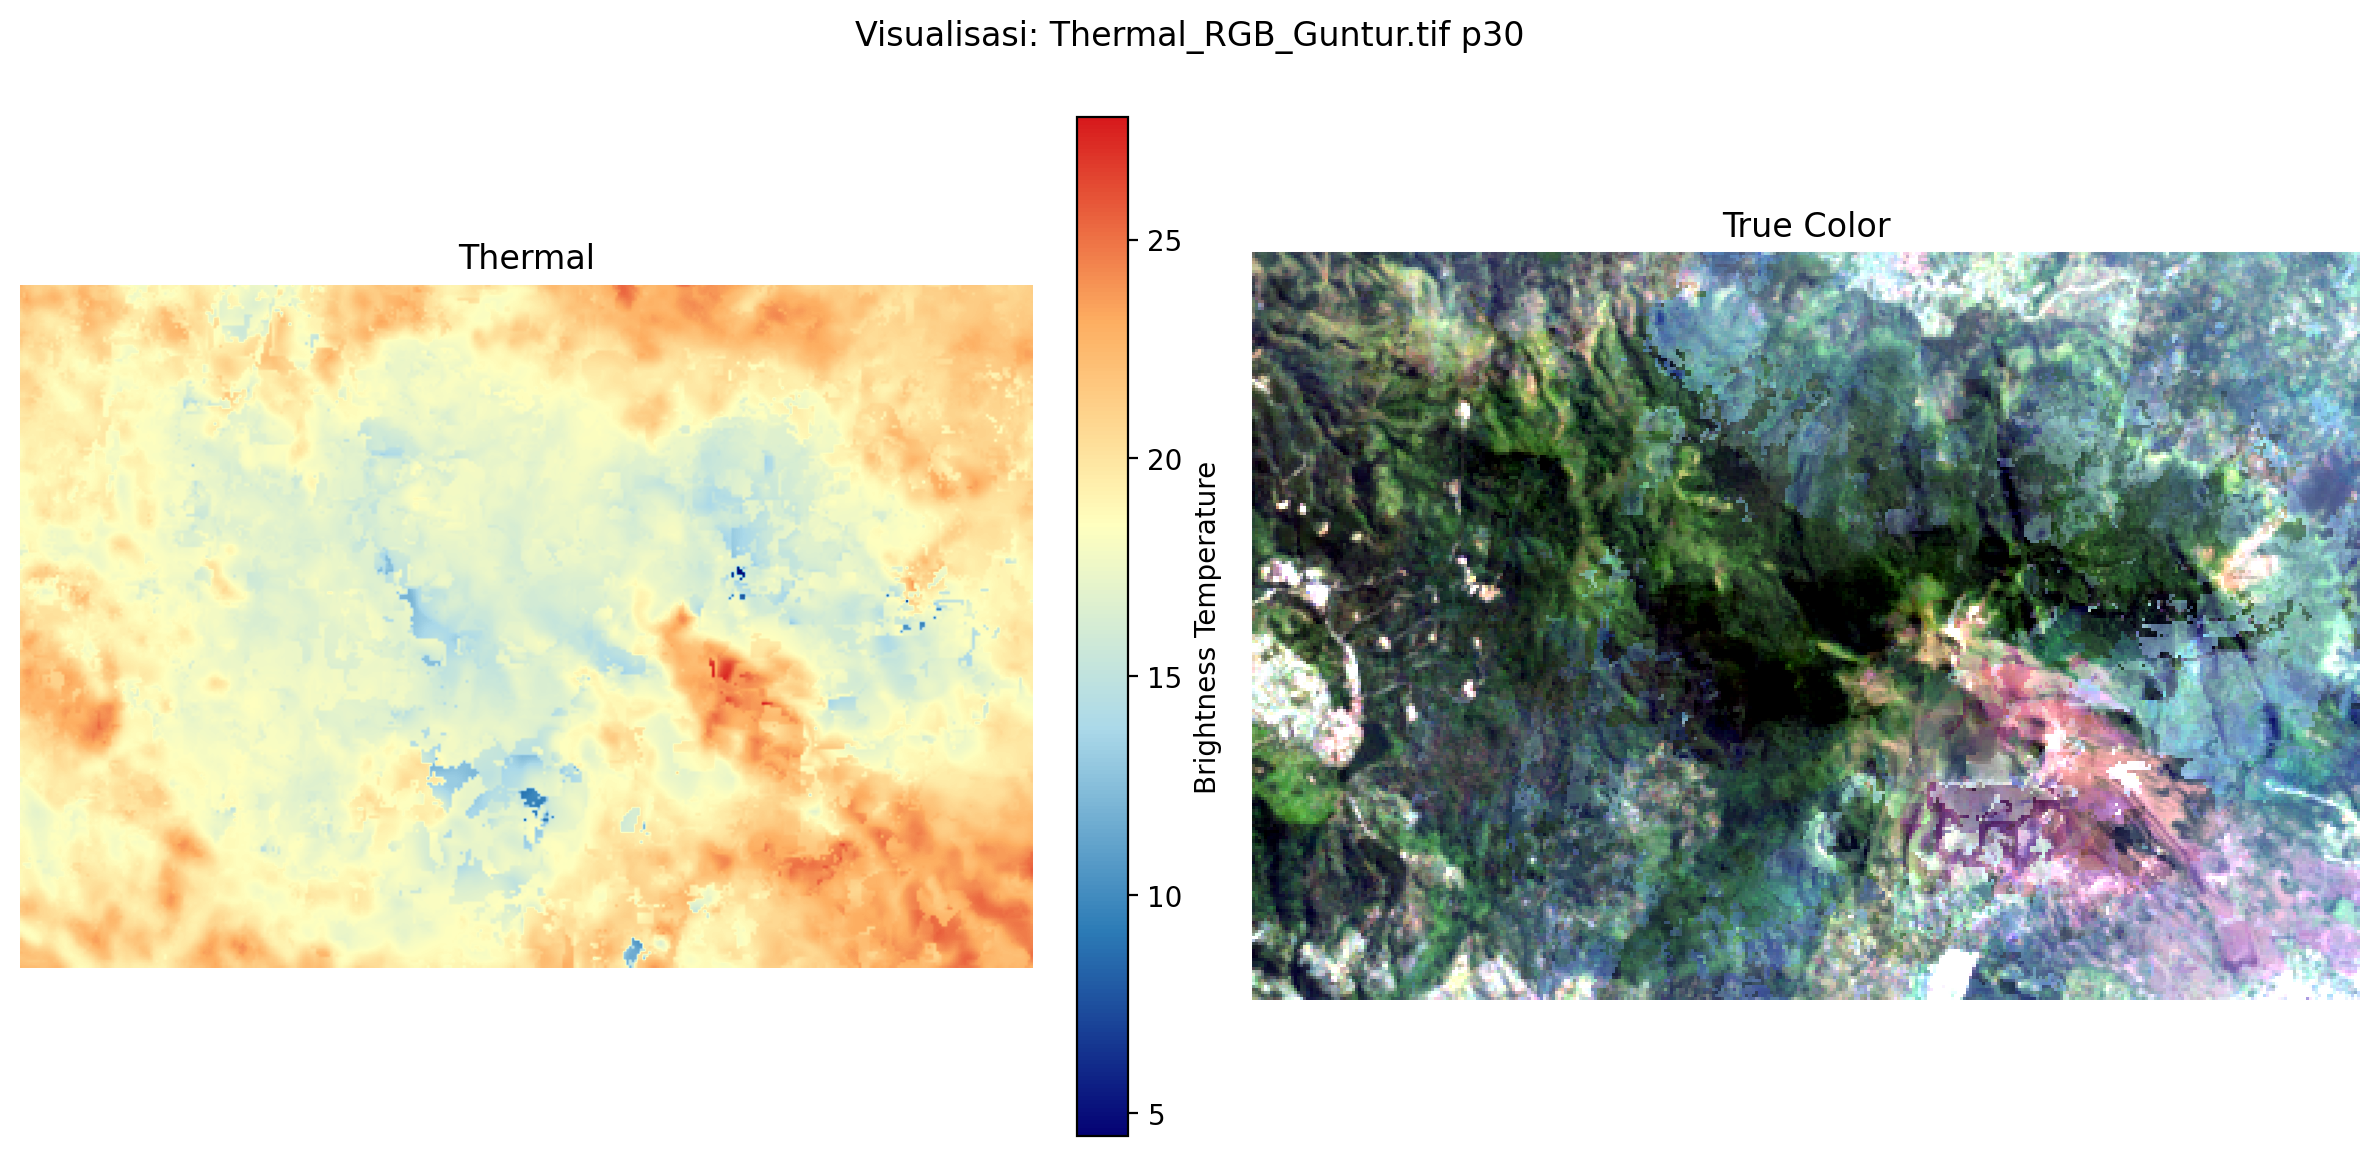 Visualisasi: Thermal_RGB_Guntur.tif p30
Thermal
25
20
15
10
5
Brightness Temperature
True Color